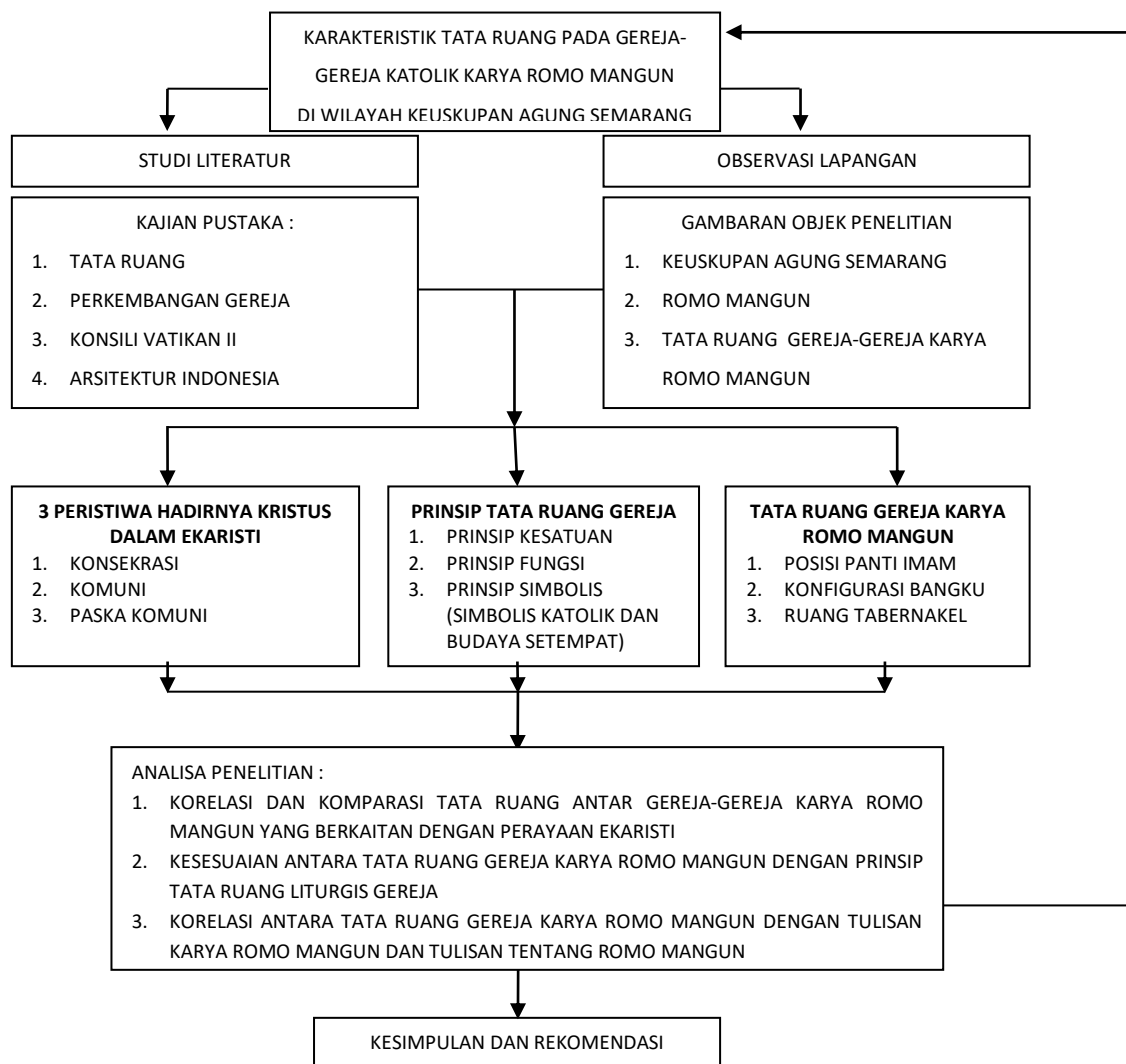 KARAKTERISTIK TATA RUANG PADA GEREJA-
GEREJA KATOLIK KARYA ROMO MANGUN
DI WILAYAH KEUSKUPAN AGUNG SEMARANG
STUDI LITERATUR
OBSERVASI LAPANGAN
KAJIAN PUSTAKA :
1. TATA RUANG
2. PERKEMBANGAN GEREJA
3. KONSILI VATIKAN II
4. ARSITEKTUR INDONESIA
GAMBARAN OBJEK PENELITIAN
1. KEUSKUPAN AGUNG SEMARANG
2. ROMO MANGUN
3. TATA RUANG GEREJA-GEREJA KARYA
ROMO MANGUN
3 PERISTIWA HADIRNYA KRISTUS
DALAM EKARISTI
1. KONSEKRASI
2. KOMUNI
3. PASKA KOMUNI
PRINSIP TATA RUANG GEREJA
1. PRINSIP KESATUAN
2. PRINSIP FUNGSI
3. PRINSIP SIMBOLIS
(SIMBOLIS KATOLIK DAN
BUDAYA SETEMPAT)
TATA RUANG GEREJA KARYA
ROMO MANGUN
1. POSISI PANTI IMAM
2. KONFIGURASI BANGKU
3. RUANG TABERNAKEL
ANALISA PENELITIAN :
1. KORELASI DAN KOMPARASI TATA RUANG ANTAR GEREJA-GEREJA KARYA ROMO
MANGUN YANG BERKAITAN DENGAN PERAYAAN EKARISTI
2. KESESUAIAN ANTARA TATA RUANG GEREJA KARYA ROMO MANGUN DENGAN PRINSIP
TATA RUANG LITURGIS GEREJA
3. KORELASI ANTARA TATA RUANG GEREJA KARYA ROMO MANGUN DENGAN TULISAN
KARYA ROMO MANGUN DAN TULISAN TENTANG ROMO MANGUN
KESIMPULAN DAN REKOMENDASI